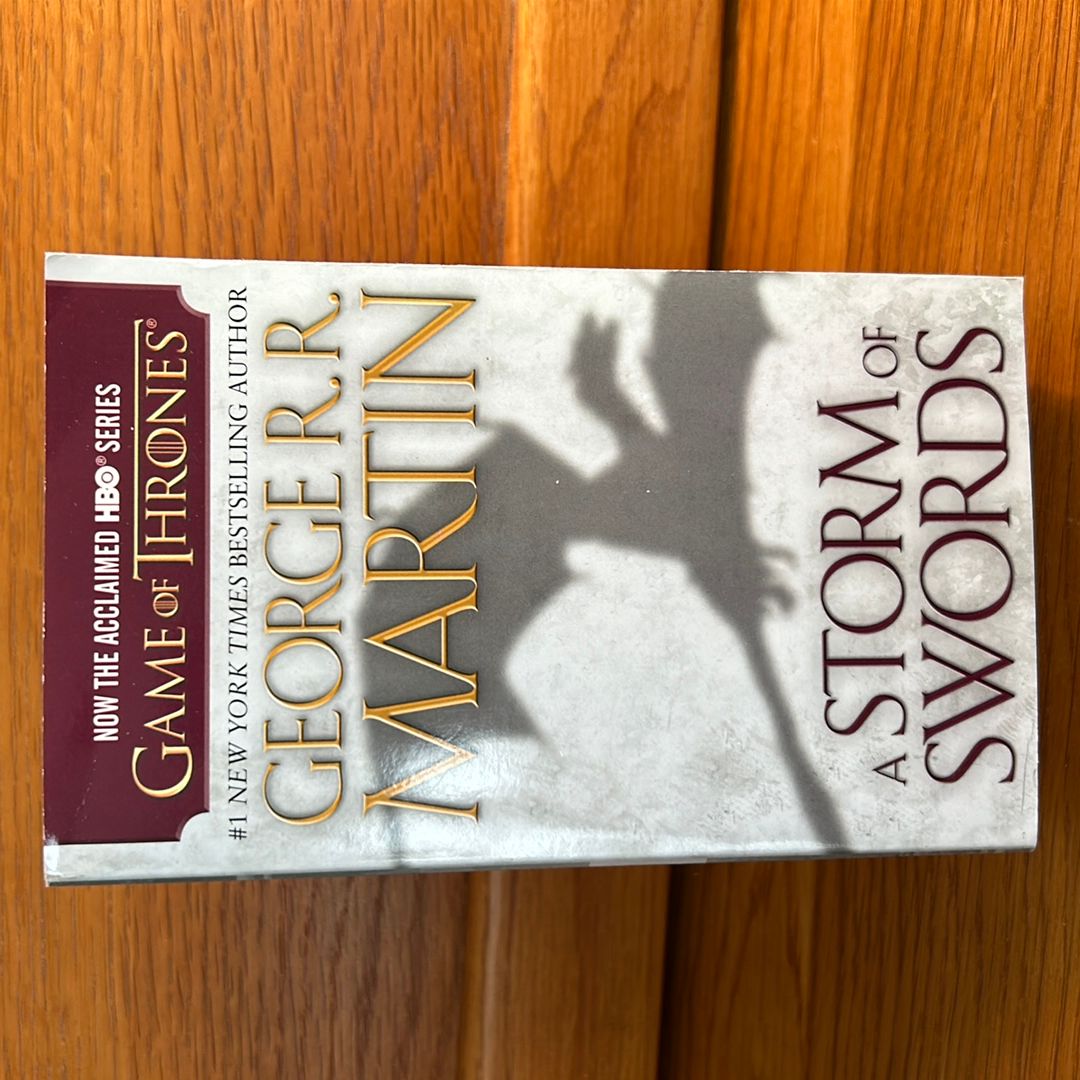 NOW THE ACCLAIMED HBO® SERIES
GAME OF THRONES®
#1 NEW YORK TIMES BESTSELLING AUTHOR
GEORGE R.R.
MARTIN
A STORM OF
SWORDS